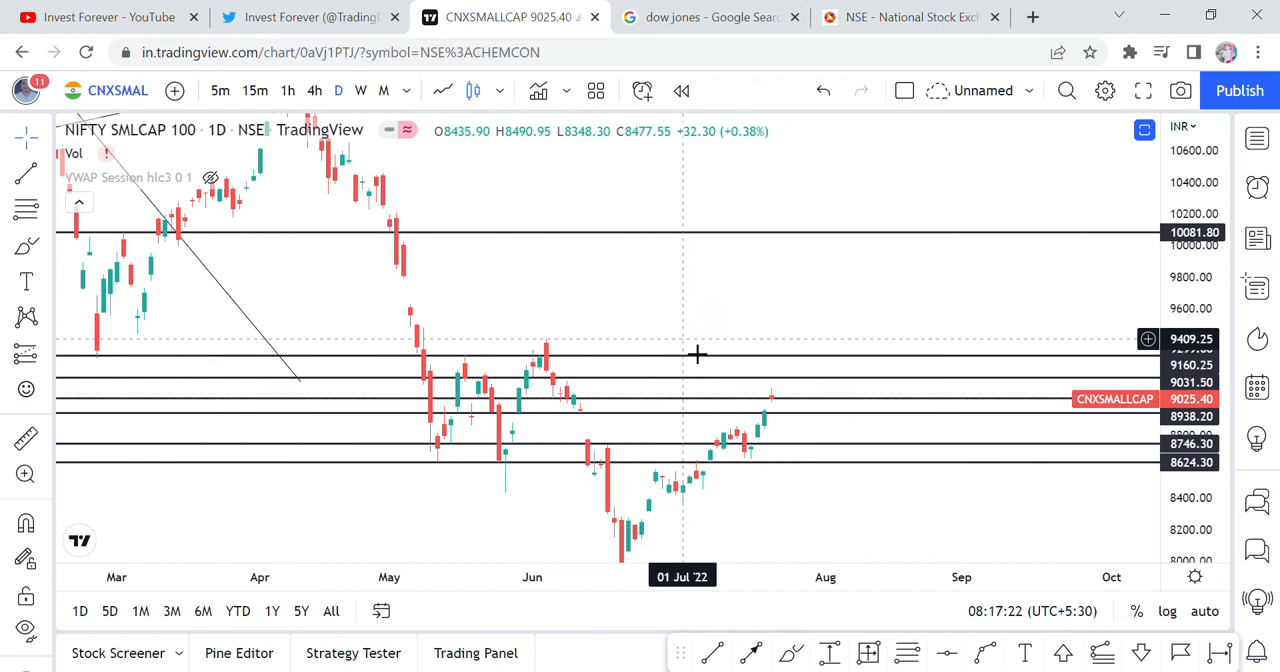 Invest Forever - YouTube
Invest Forever (@Trading
CNXSMALLCAP 9025.40
dow jones - Google Sear
NSE - National Stock Exch
in.tradingview.com/chart/0aVj1PTJ/?symbol=NSE%3ACHEMCON
11
CNXSMAL 5m 15m 1h 4h D W M Unnamed Publish
NIFTY SMLCAP 100 · 1D · NSE TradingView O8435.90 H8490.95 L8348.30 C8477.55 +32.30 (+0.38%)
INR
Vol
VWAP Session hlc3 0 1
10600.00
10400.00
10200.00
10081.80
10000.00
9800.00
9600.00
9409.25
9160.25
9031.50
CNXSMALLCAP 9025.40
8938.20
8746.30
8624.30
8400.00
8200.00
8000.00
Mar Apr May Jun 01 Jul '22 Aug Sep Oct
1D 5D 1M 3M 6M YTD 1Y 5Y All 08:17:22 (UTC+5:30) % log auto
Stock Screener Pine Editor Strategy Tester Trading Panel